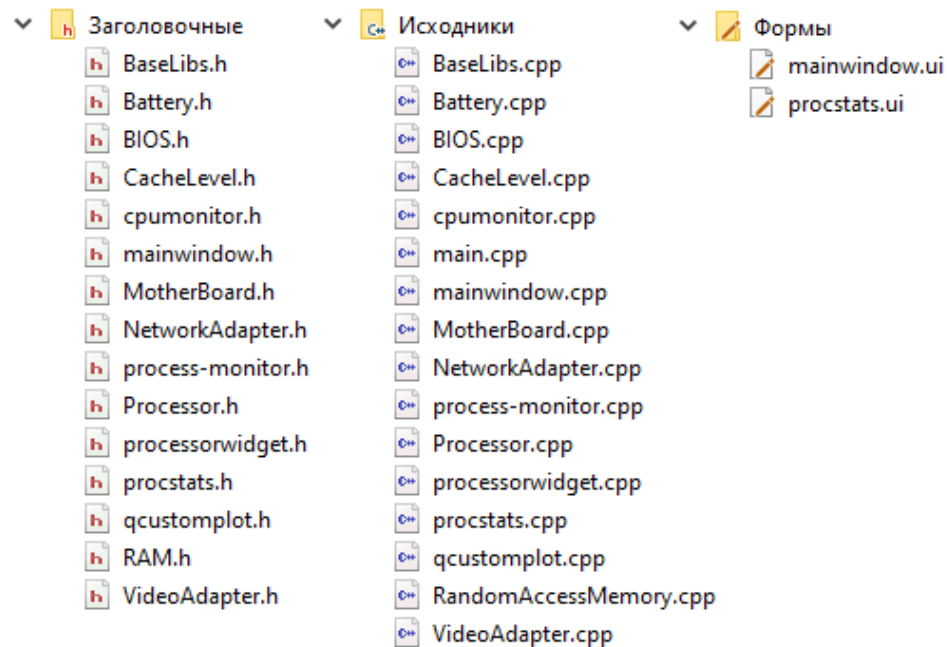 Заголовочные
BaseLibs.h
Battery.h
BIOS.h
CacheLevel.h
cpumonitor.h
mainwindow.h
MotherBoard.h
NetworkAdapter.h
process-monitor.h
Processor.h
processorwidget.h
procstats.h
qcustomplot.h
RAM.h
VideoAdapter.h
Исходники
BaseLibs.cpp
Battery.cpp
BIOS.cpp
CacheLevel.cpp
cpumonitor.cpp
main.cpp
mainwindow.cpp
MotherBoard.cpp
NetworkAdapter.cpp
process-monitor.cpp
Processor.cpp
processorwidget.cpp
procstats.cpp
qcustomplot.cpp
RandomAccessMemory.cpp
VideoAdapter.cpp
Формы
mainwindow.ui
procstats.ui